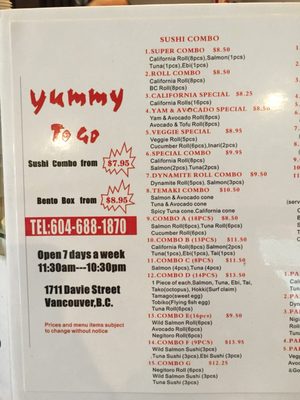 yummy
TO GO
Sushi Combo from $7.95
Bento Box from $8.95
TEL:604-688-1870
Open 7 days a week
11:30am---10:30pm
1711 Davie Street
Vancouver,B.C.
Prices and menu items subject
to change without notice
SUSHI COMBO
1.SUPER COMBO $8.50
California Roll(8pcs),Salmon(1pcs)
Tuna(1pcs),Ebi(1pcs)
2.ROLL COMBO $8.50
California Roll(8pcs)
BC.Roll(8pcs)
3.CALIFORNIA SPECIAL $8.25
California Rolls(16pcs)
4.YAM & AVOCADO SPECIAL $8.50
Yam & Avocado Roll(8pcs)
Avocado & Tofu Roll(8pcs)
5.VEGGIE SPECIAL $8.95
Veggie Roll(5pcs)
Cucumber Roll(6pcs),Inari(2pcs)
6.SPECIAL COMBO $9.95
California Roll(8pcs)
Salmon(2pcs),Tuna(2pcs)
7.DYNAMITE ROLL COMBO $9.50
Dynamite Roll(5pcs), Salmon(3pcs)
8.TEMAKI COMBO $10.50
Salmon & Avocado cone
Tuna & Avocado cone
Spicy Tuna cone.California cone
9.COMBO A (18PCS) $8.50
Salmon Roll(6pcs),Tuna Roll(6pcs)
Cucumber Roll(6pcs)
10.COMBO B (13PCS) $11.50
California Roll(8pcs) Salmon(2pcs)
Tuna(1pcs),Ebi(1pcs), Tai(1pcs)
11.COMBO C (8PCS) $11.50
Salmon (4pcs),Tuna (4pcs)
12.COMBO D (14PCS) $13.50
1 Piece of each,Salmon, Tuna, Ebi, Tai,
Tako(octopus), Hokki(Surf claim)
Tamago(sweet egg)
Tobiko(Flying fish egg)
Tuna Roll(6pcs)
13.COMBO E(16pcs) $9.50
Wild Salmon Roll(6pcs)
Avocado Roll(6pcs)
Negitoro Roll(6pcs)
14.COMBO F (9PCS) $13.95
Wild Salmon Sushi(3pcs)
Tuna Sushi (3pcs),Ebi Sushi (3pcs)
15.COMBO G $12.25
Negitoro Roll (6pcs)
Wild Salmon Sushi (3pcs)
Tuna Sushi (3pcs)